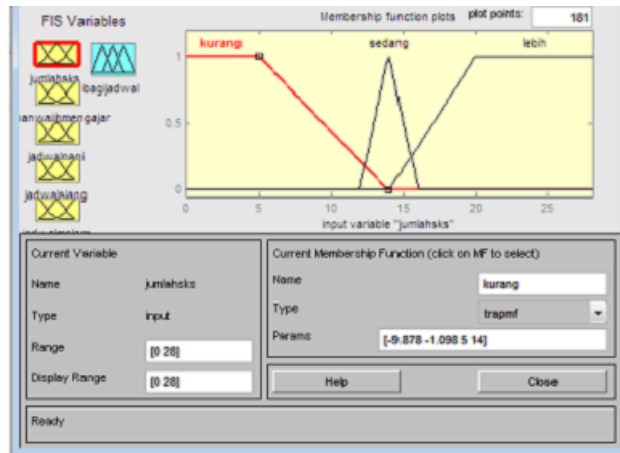 FIS Variables
Membership function plots
plot points:
181
kurang
sedang
lebih
jumlahsks
ibagijadwal
jadwalpagi
jadwalsiang
1
0.5
0
0
5
10
15
20
25
input variable "jumlahsks"
Current Variable
Name
jumlahsks
Type
input
Range
[0 28]
Display Range
[0 28]
Current Membership Function (click on MF to select)
Name
kurang
Type
trapmf
Params
[-9.878 -1.098 5 14]
Help
Close
Ready